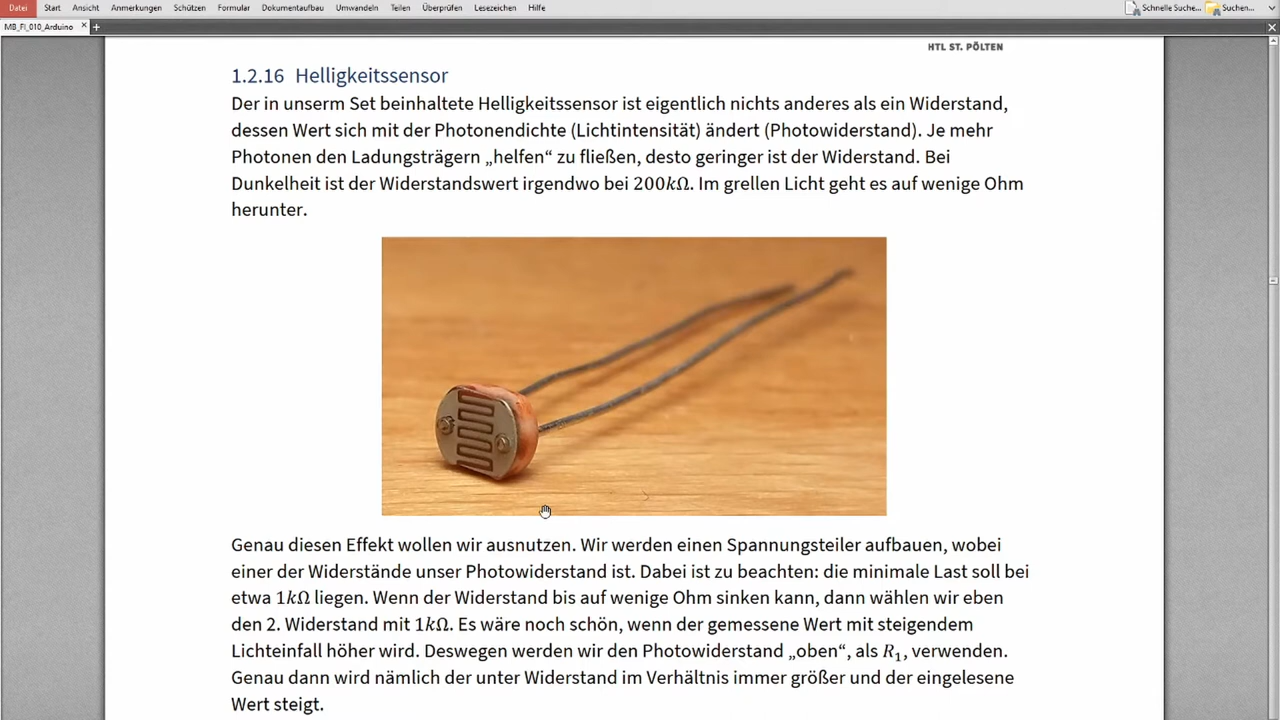 Datei Start Ansicht Anmerkungen Schützen Formular Dokumentaufbau Umwandeln Teilen Überprüfen Lesezeichen Hilfe Schnelle Suche... Suchen...
MB_FI_010_Arduino × +
HTL ST. PÖLTEN
1.2.16 Helligkeitssensor
Der in unserm Set beinhaltete Helligkeitssensor ist eigentlich nichts anderes als ein Widerstand,
dessen Wert sich mit der Photonendichte (Lichtintensität) ändert (Photowiderstand). Je mehr
Photonen den Ladungsträgern „helfen“ zu fließen, desto geringer ist der Widerstand. Bei
Dunkelheit ist der Widerstandswert irgendwo bei 200kΩ. Im grellen Licht geht es auf wenige Ohm
herunter.
Genau diesen Effekt wollen wir ausnutzen. Wir werden einen Spannungsteiler aufbauen, wobei
einer der Widerstände unser Photowiderstand ist. Dabei ist zu beachten: die minimale Last soll bei
etwa 1kΩ liegen. Wenn der Widerstand bis auf wenige Ohm sinken kann, dann wählen wir eben
den 2. Widerstand mit 1kΩ. Es wäre noch schön, wenn der gemessene Wert mit steigendem
Lichteinfall höher wird. Deswegen werden wir den Photowiderstand „oben“, als R₁, verwenden.
Genau dann wird nämlich der unter Widerstand im Verhältnis immer größer und der eingelesene
Wert steigt.